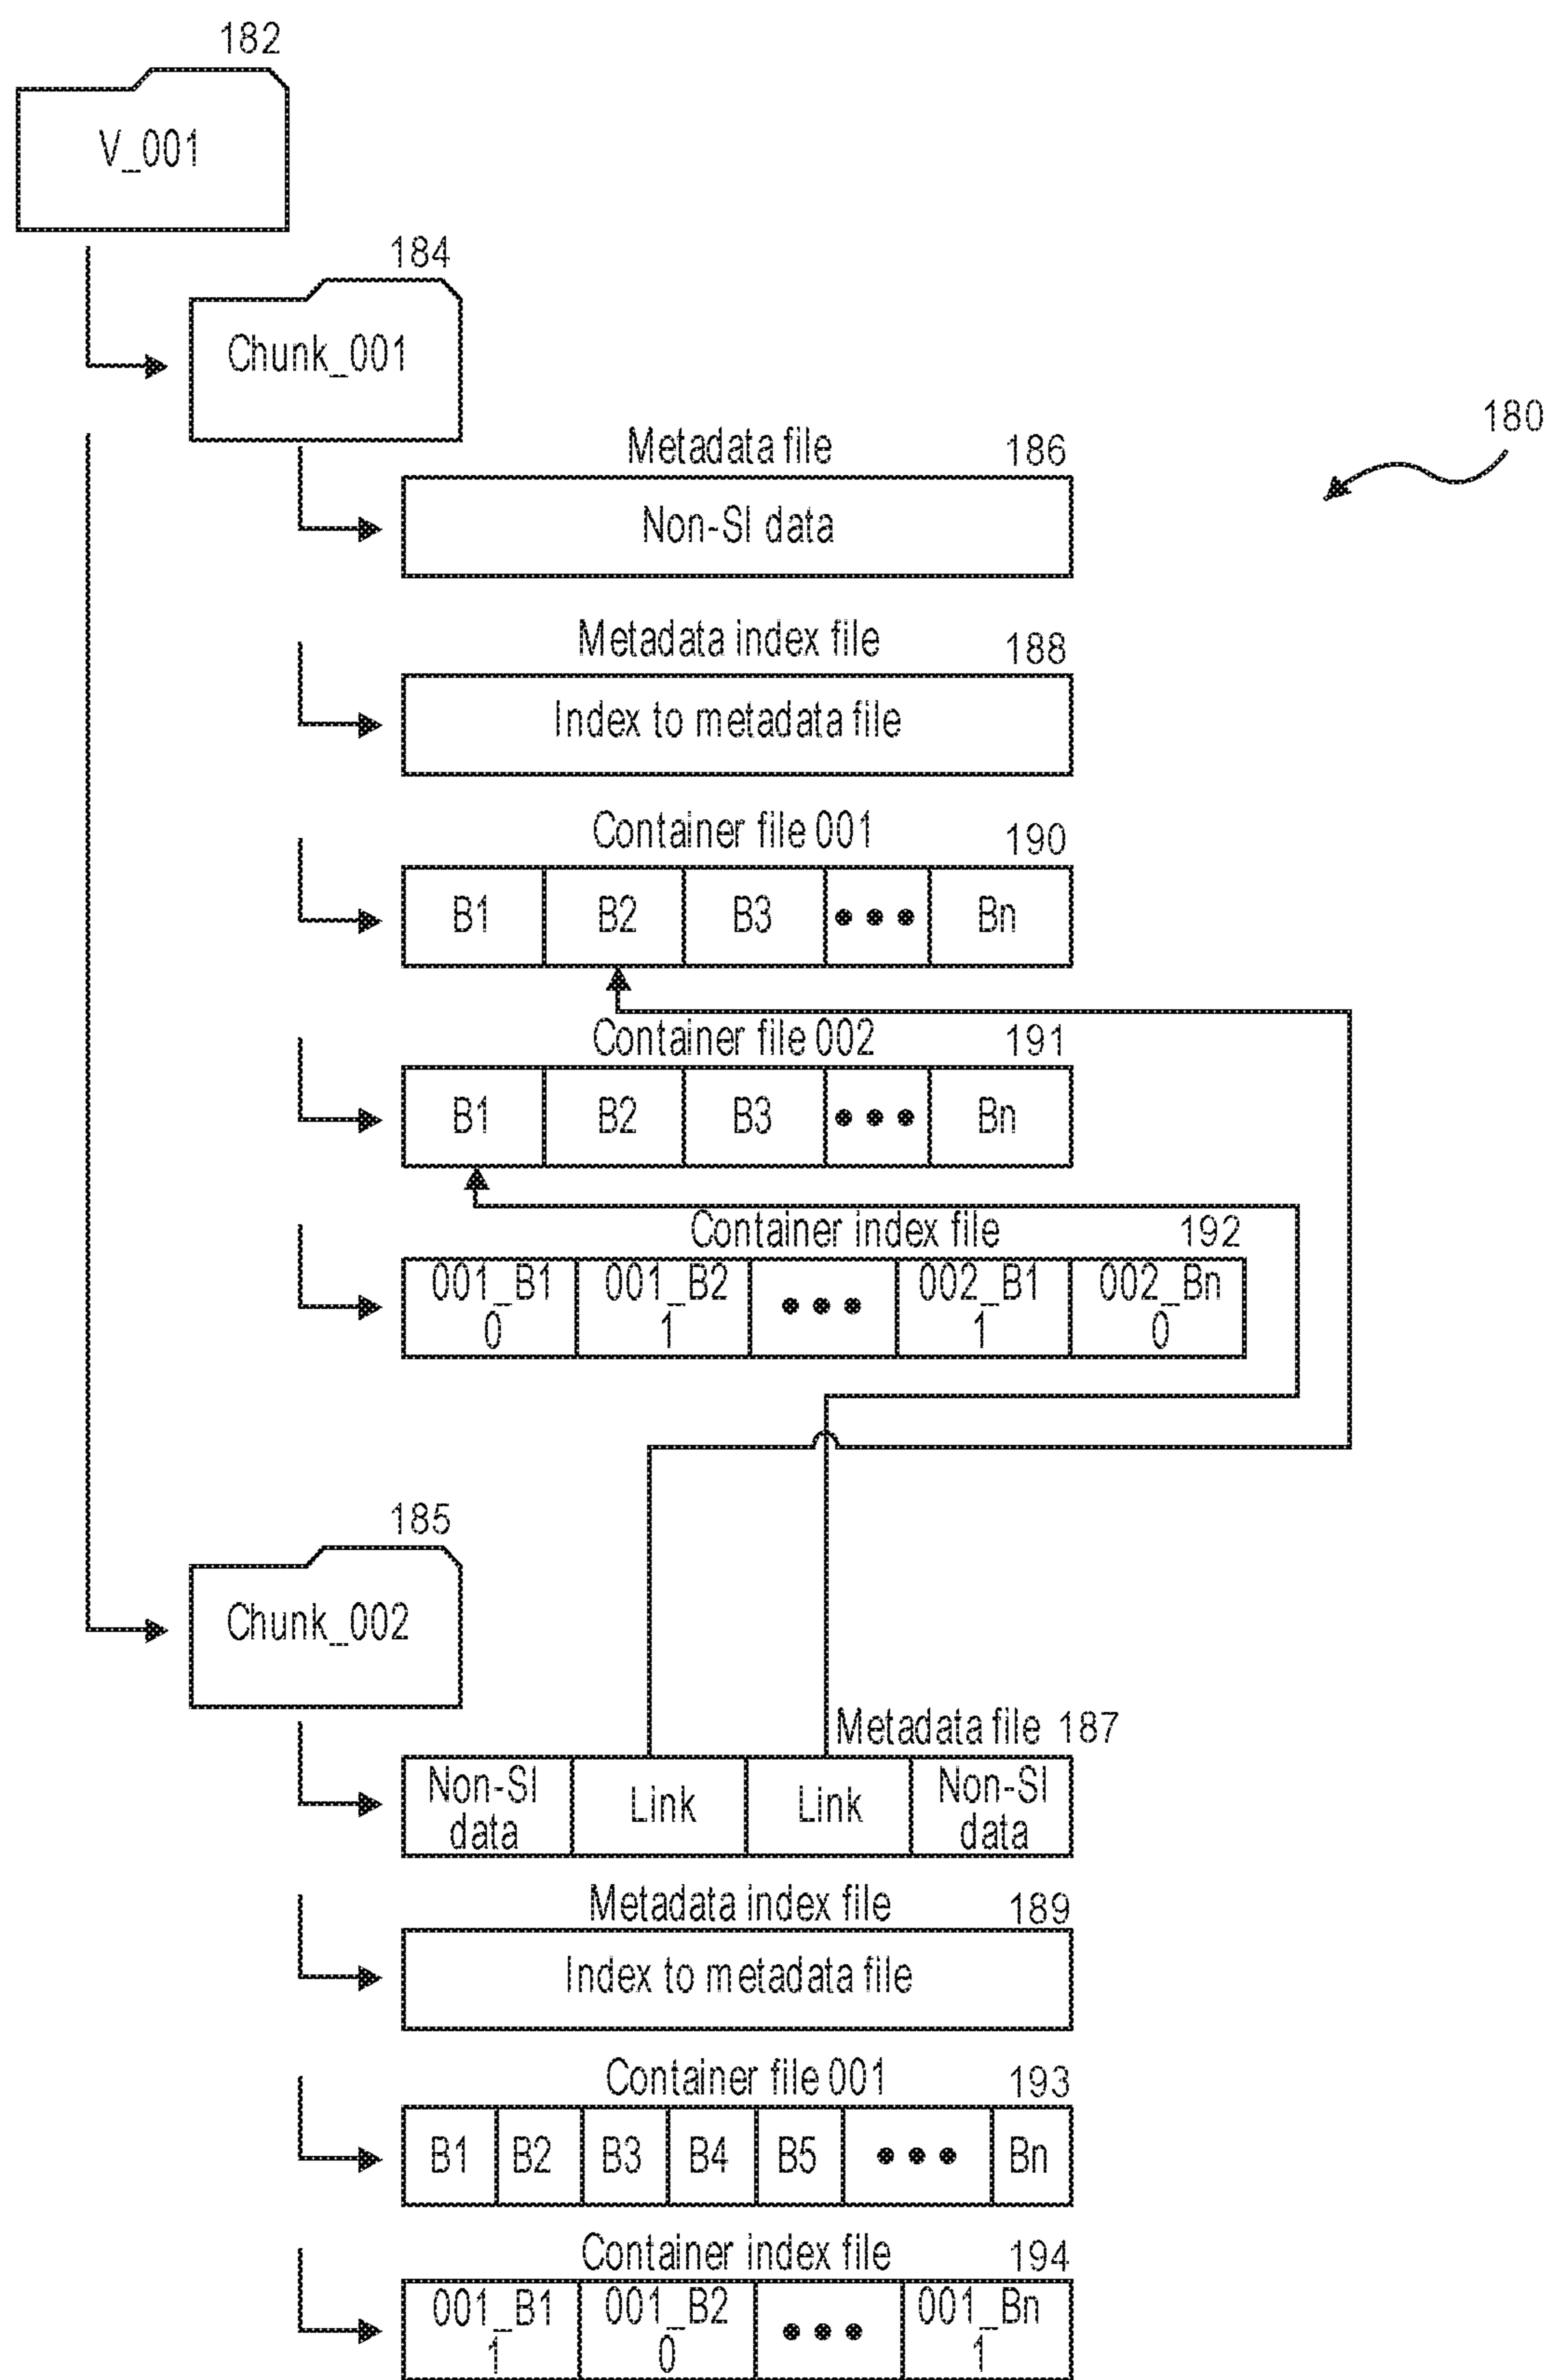 182
V_001
184
Chunk_001
180
Metadata file 186
Non-SI data
Metadata index file 188
Index to metadata file
Container file 001 190
B1 B2 B3 ••• Bn
Container file 002 191
B1 B2 B3 ••• Bn
Container index file 192
001_B1 001_B2 ••• 002_B1 002_Bn
0 1 1 0
185
Chunk_002
Metadata file 187
Non-SI Link Link Non-SI
data data
Metadata index file 189
Index to metadata file
Container file 001 193
B1 B2 B3 B4 B5 ••• Bn
Container index file 194
001_B1 001_B2 ••• 001_Bn
1 0 1